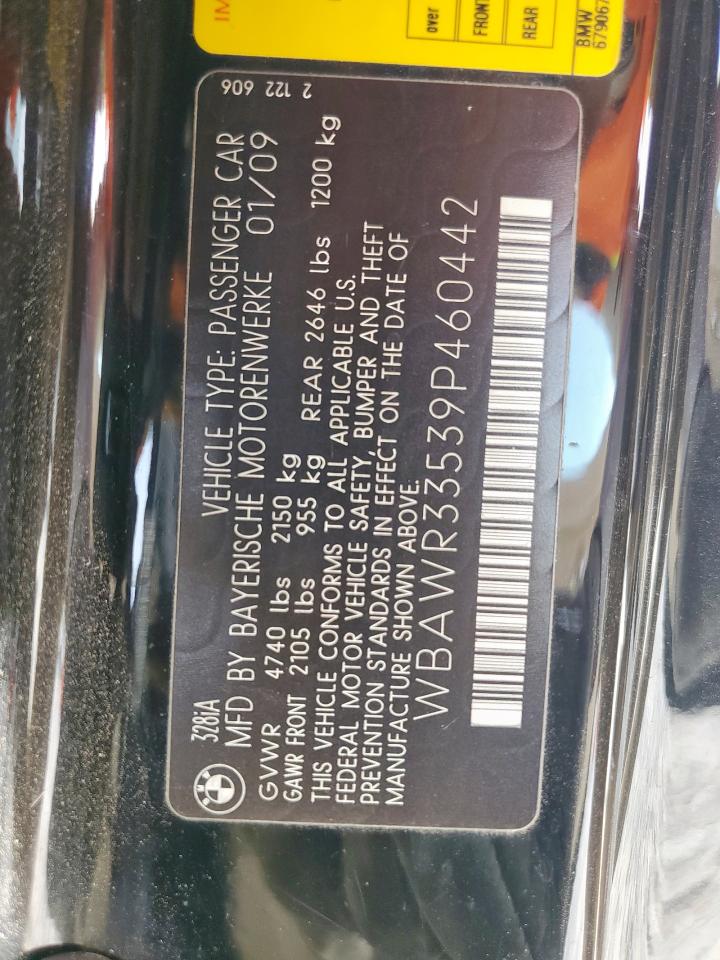 IM
over
FRONT
REAR
BMW
67906
2 122 606
328iA
VEHICLE TYPE: PASSENGER CAR
MFD BY BAYERISCHE MOTORENWERKE 01/09
GVWR 4740 lbs 2150 kg
GAWR FRONT 2105 lbs 955 kg REAR 2646 lbs 1200 kg
THIS VEHICLE CONFORMS TO ALL APPLICABLE U.S.
FEDERAL MOTOR VEHICLE SAFETY, BUMPER AND THEFT
PREVENTION STANDARDS IN EFFECT ON THE DATE OF
MANUFACTURE SHOWN ABOVE.
WBAWR33539P460442